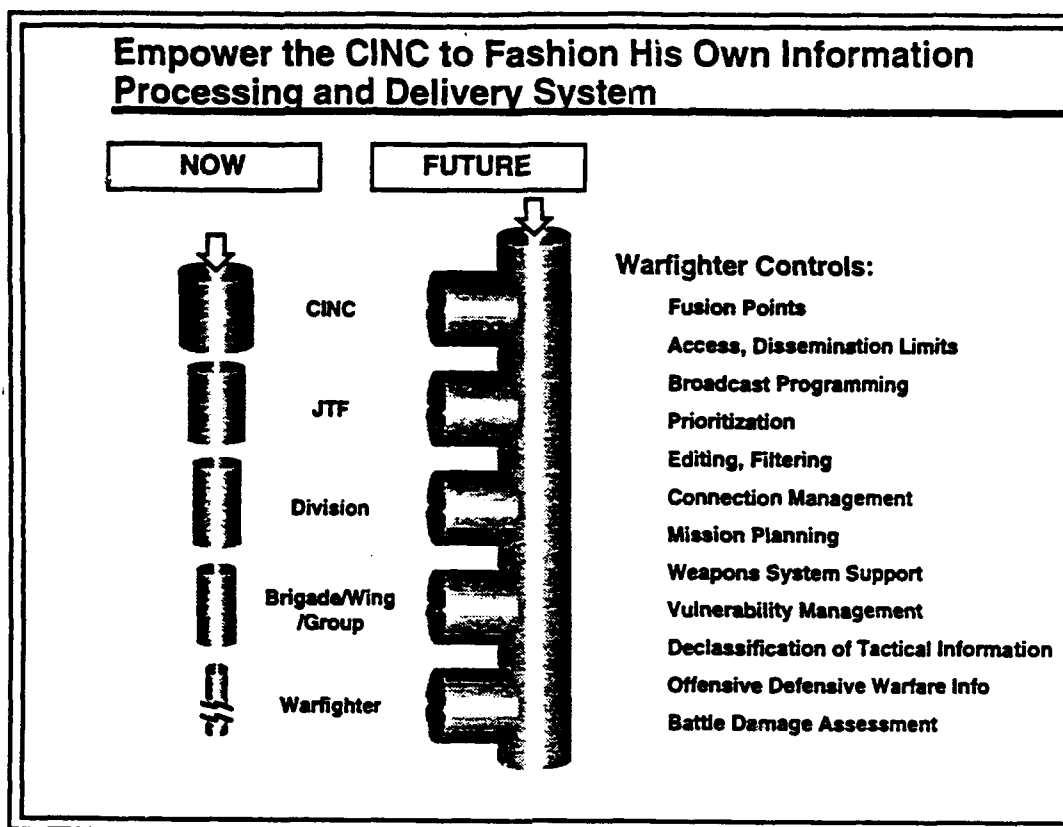 Empower the CINC to Fashion His Own Information
Processing and Delivery System
NOW
FUTURE
CINC
JTF
Division
Brigade/Wing
/Group
Warfighter
Warfighter Controls:
Fusion Points
Access, Dissemination Limits
Broadcast Programming
Prioritization
Editing, Filtering
Connection Management
Mission Planning
Weapons System Support
Vulnerability Management
Declassification of Tactical Information
Offensive Defensive Warfare Info
Battle Damage Assessment